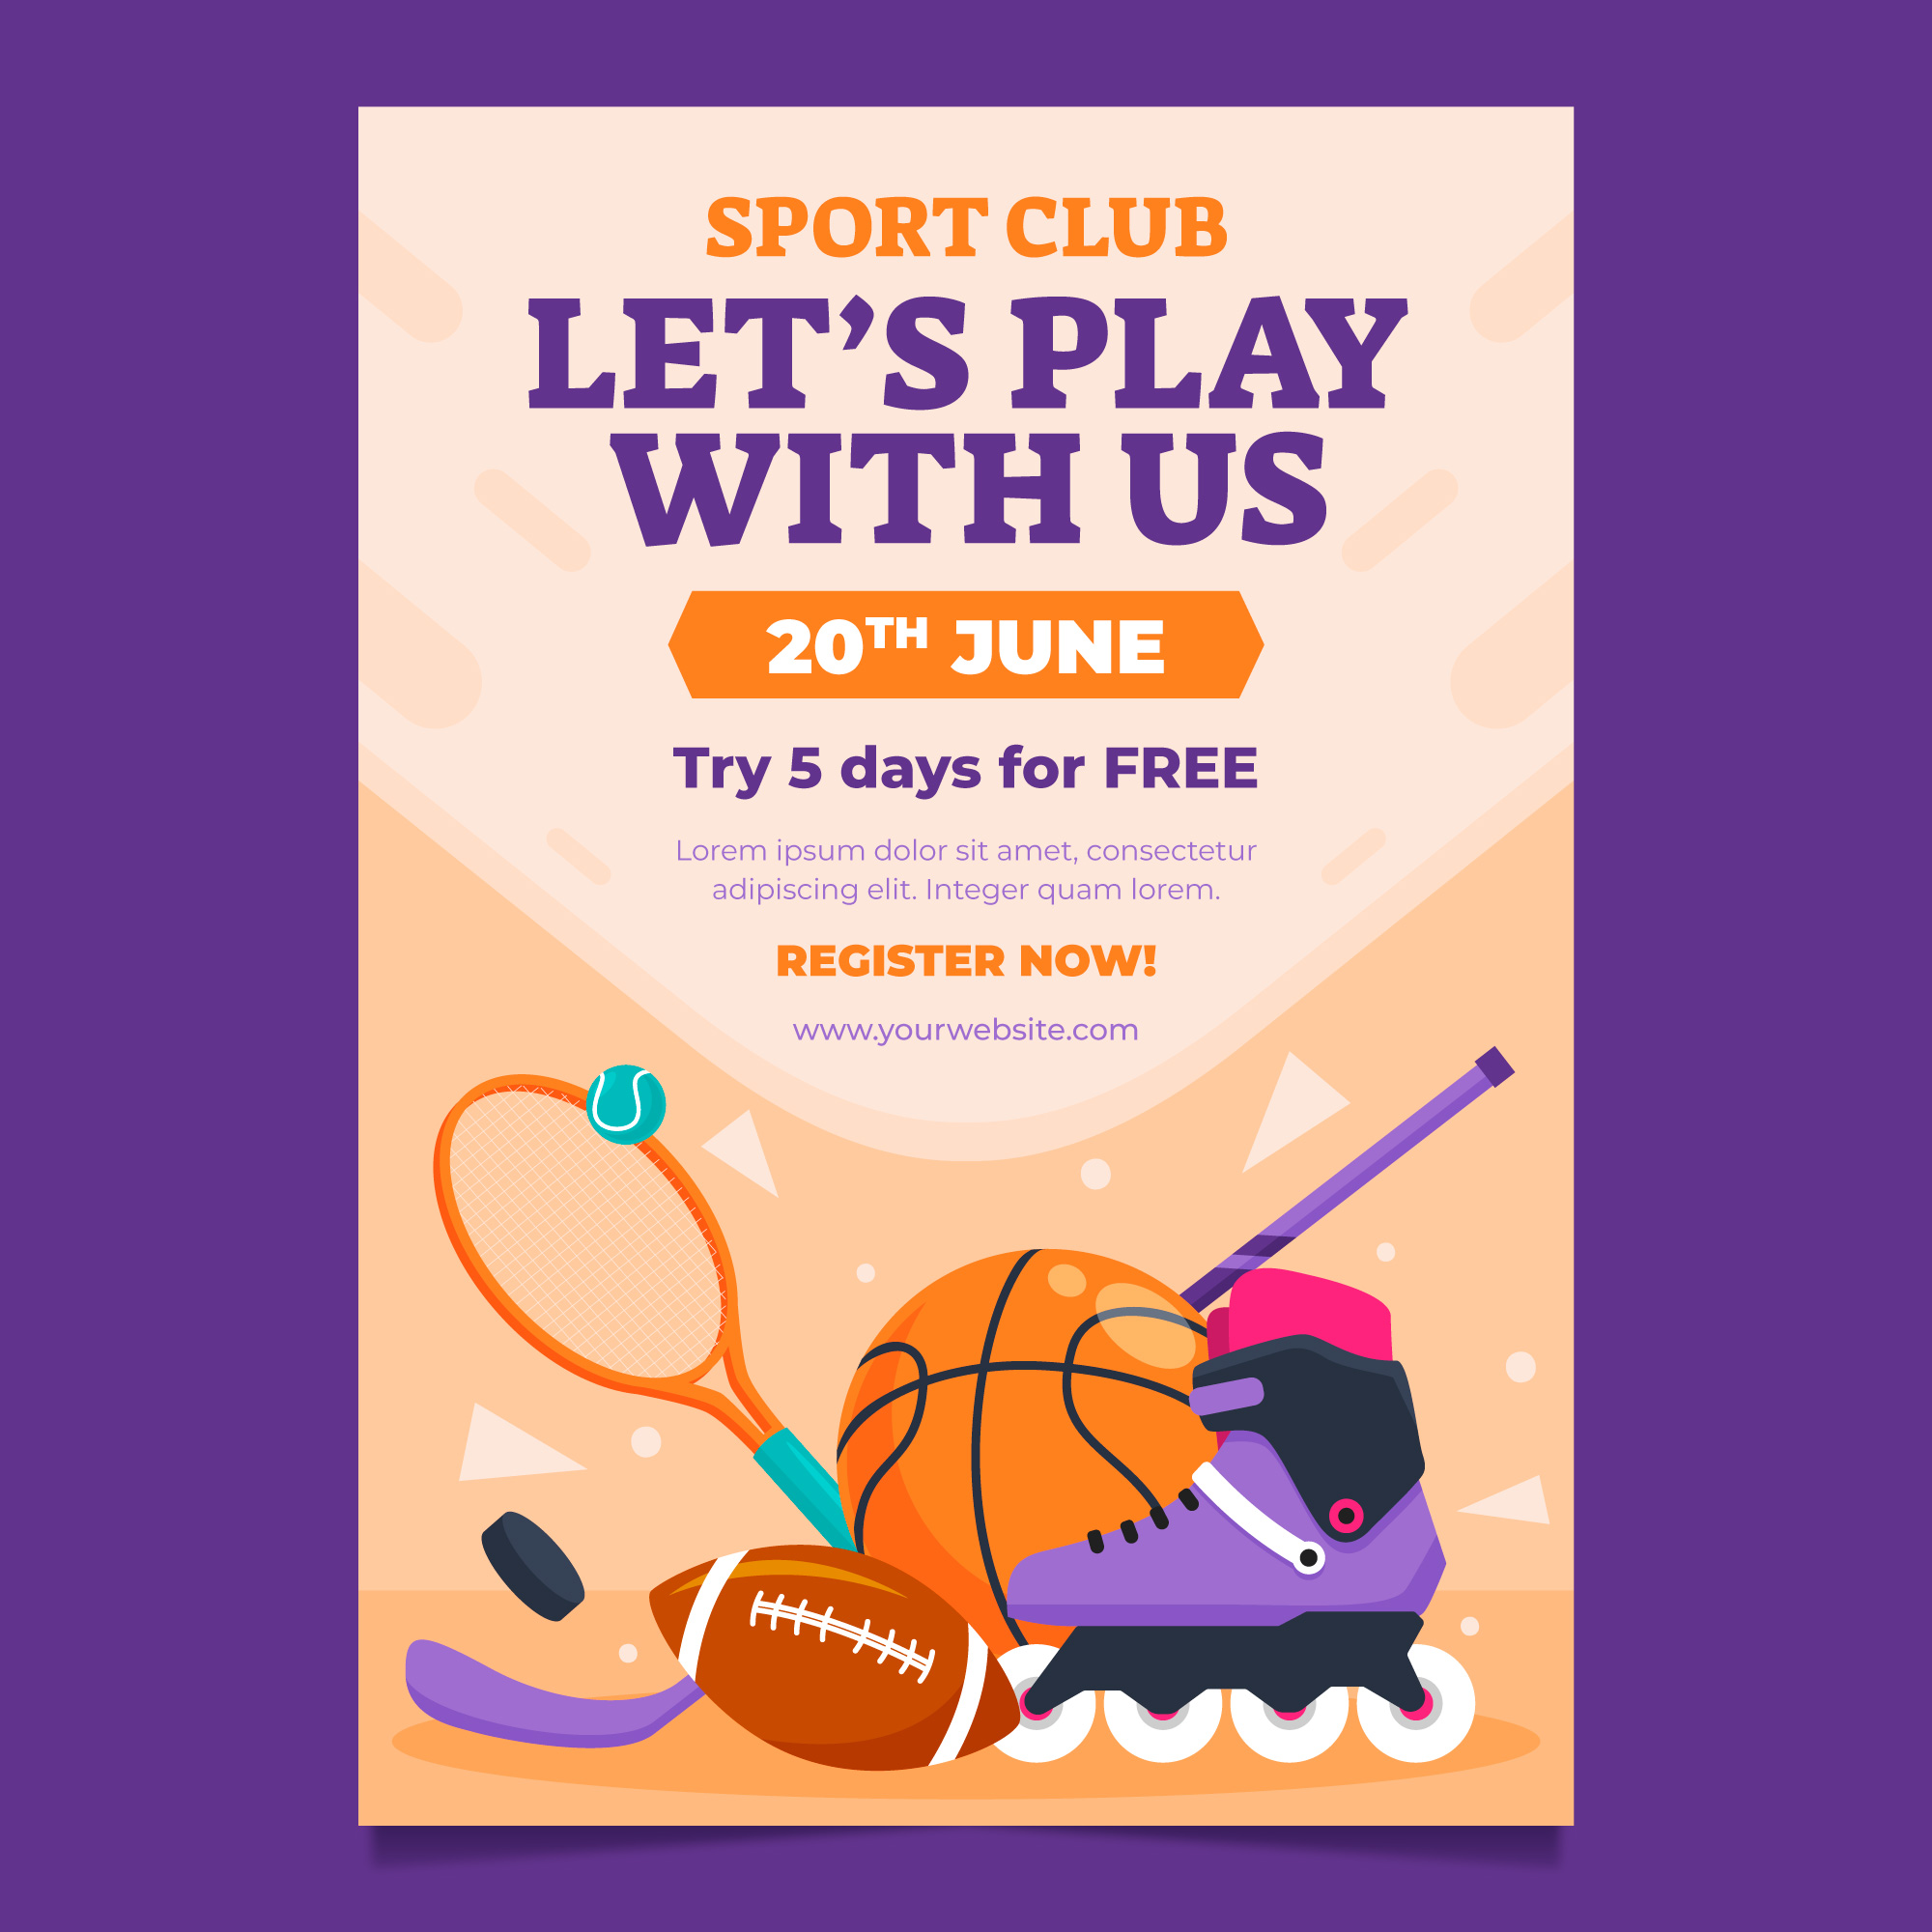 SPORT CLUB
LET’S PLAY
WITH US
20TH JUNE
Try 5 days for FREE
Lorem ipsum dolor sit amet, consectetur
adipiscing elit. Integer quam lorem.
REGISTER NOW!
www.yourwebsite.com